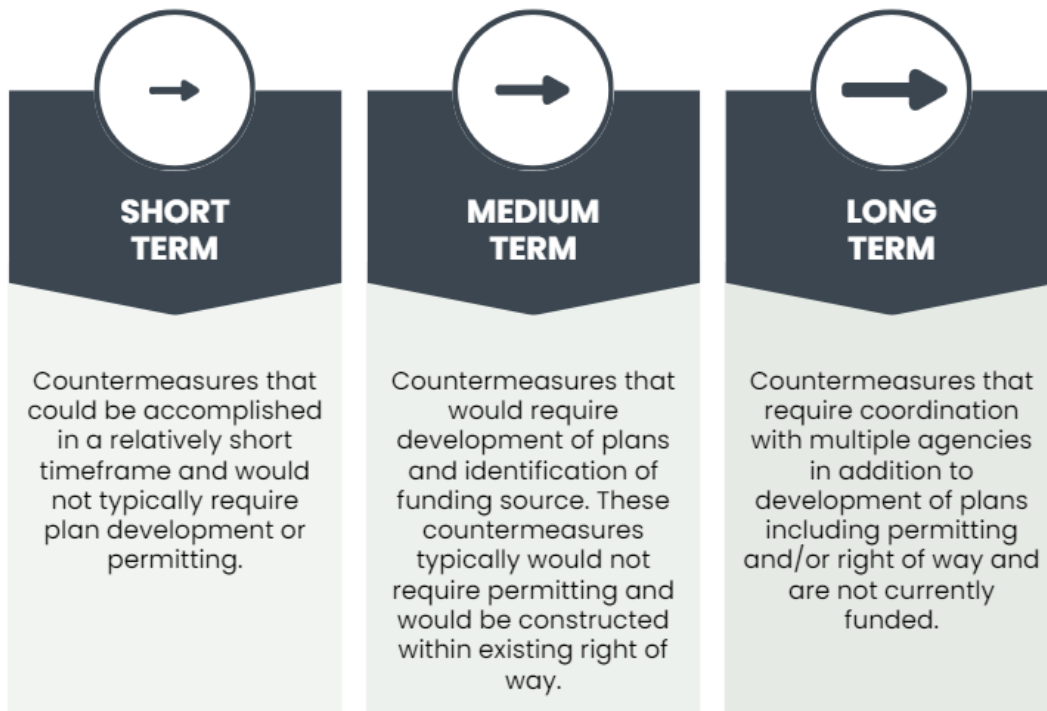 SHORT
TERM
Countermeasures that
could be accomplished
in a relatively short
timeframe and would
not typically require
plan development or
permitting.
MEDIUM
TERM
Countermeasures that
would require
development of plans
and identification of
funding source. These
countermeasures
typically would not
require permitting and
would be constructed
within existing right of
way.
LONG
TERM
Countermeasures that
require coordination
with multiple agencies
in addition to
development of plans
including permitting
and/or right of way and
are not currently
funded.